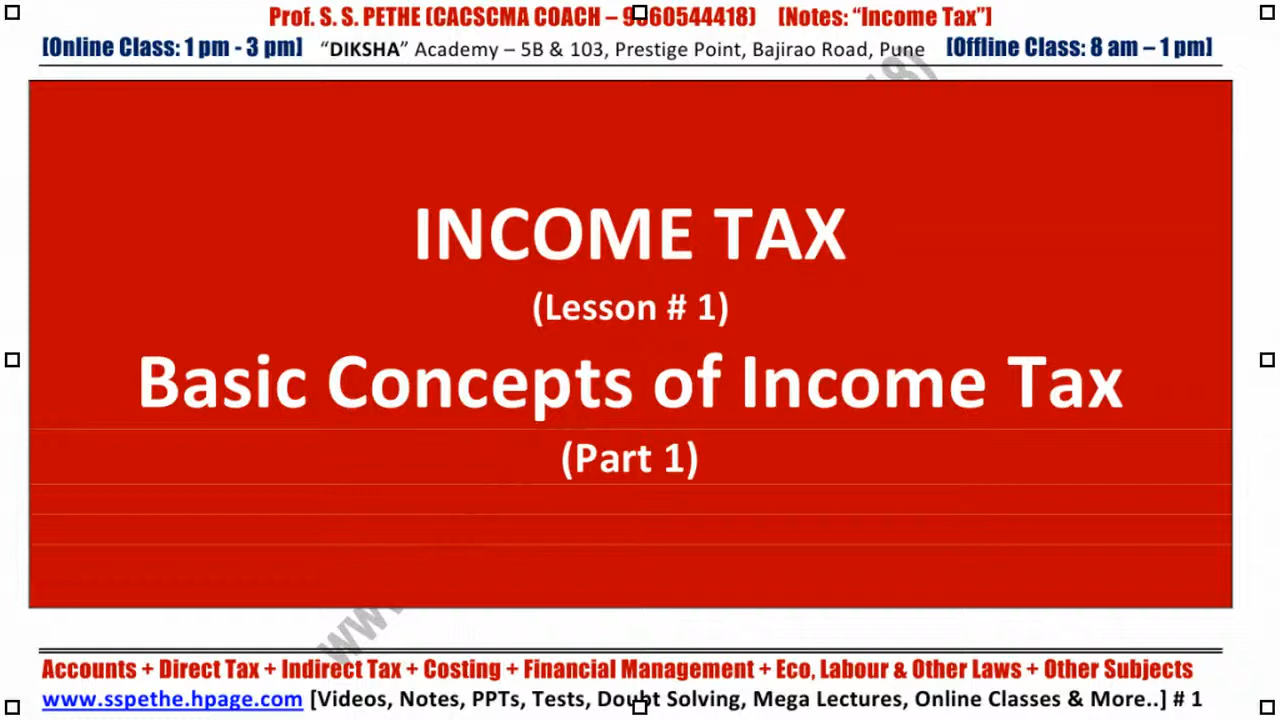 Prof. S. S. PETHE (CACSCMA COACH – 9860544418) [Notes: “Income Tax”]
[Online Class: 1 pm - 3 pm] “DIKSHA” Academy – 5B & 103, Prestige Point, Bajirao Road, Pune [Offline Class: 8 am – 1 pm]
INCOME TAX
(Lesson # 1)
Basic Concepts of Income Tax
(Part 1)
Accounts + Direct Tax + Indirect Tax + Costing + Financial Management + Eco, Labour & Other Laws + Other Subjects
www.sspethe.hpage.com [Videos, Notes, PPTs, Tests, Doubt Solving, Mega Lectures, Online Classes & More..] # 1